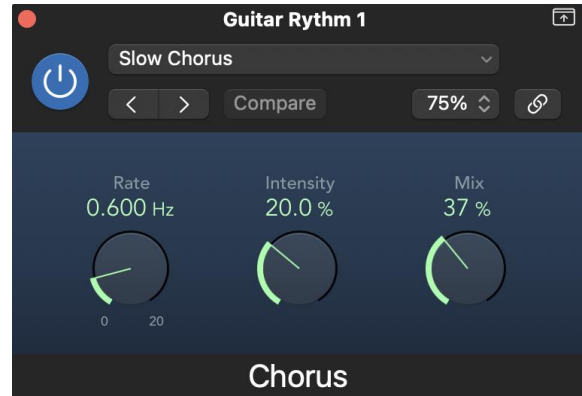 Guitar Rythm 1
Slow Chorus
Compare 75%
Rate Intensity Mix
0.600 Hz 20.0 % 37 %
0 20
Chorus